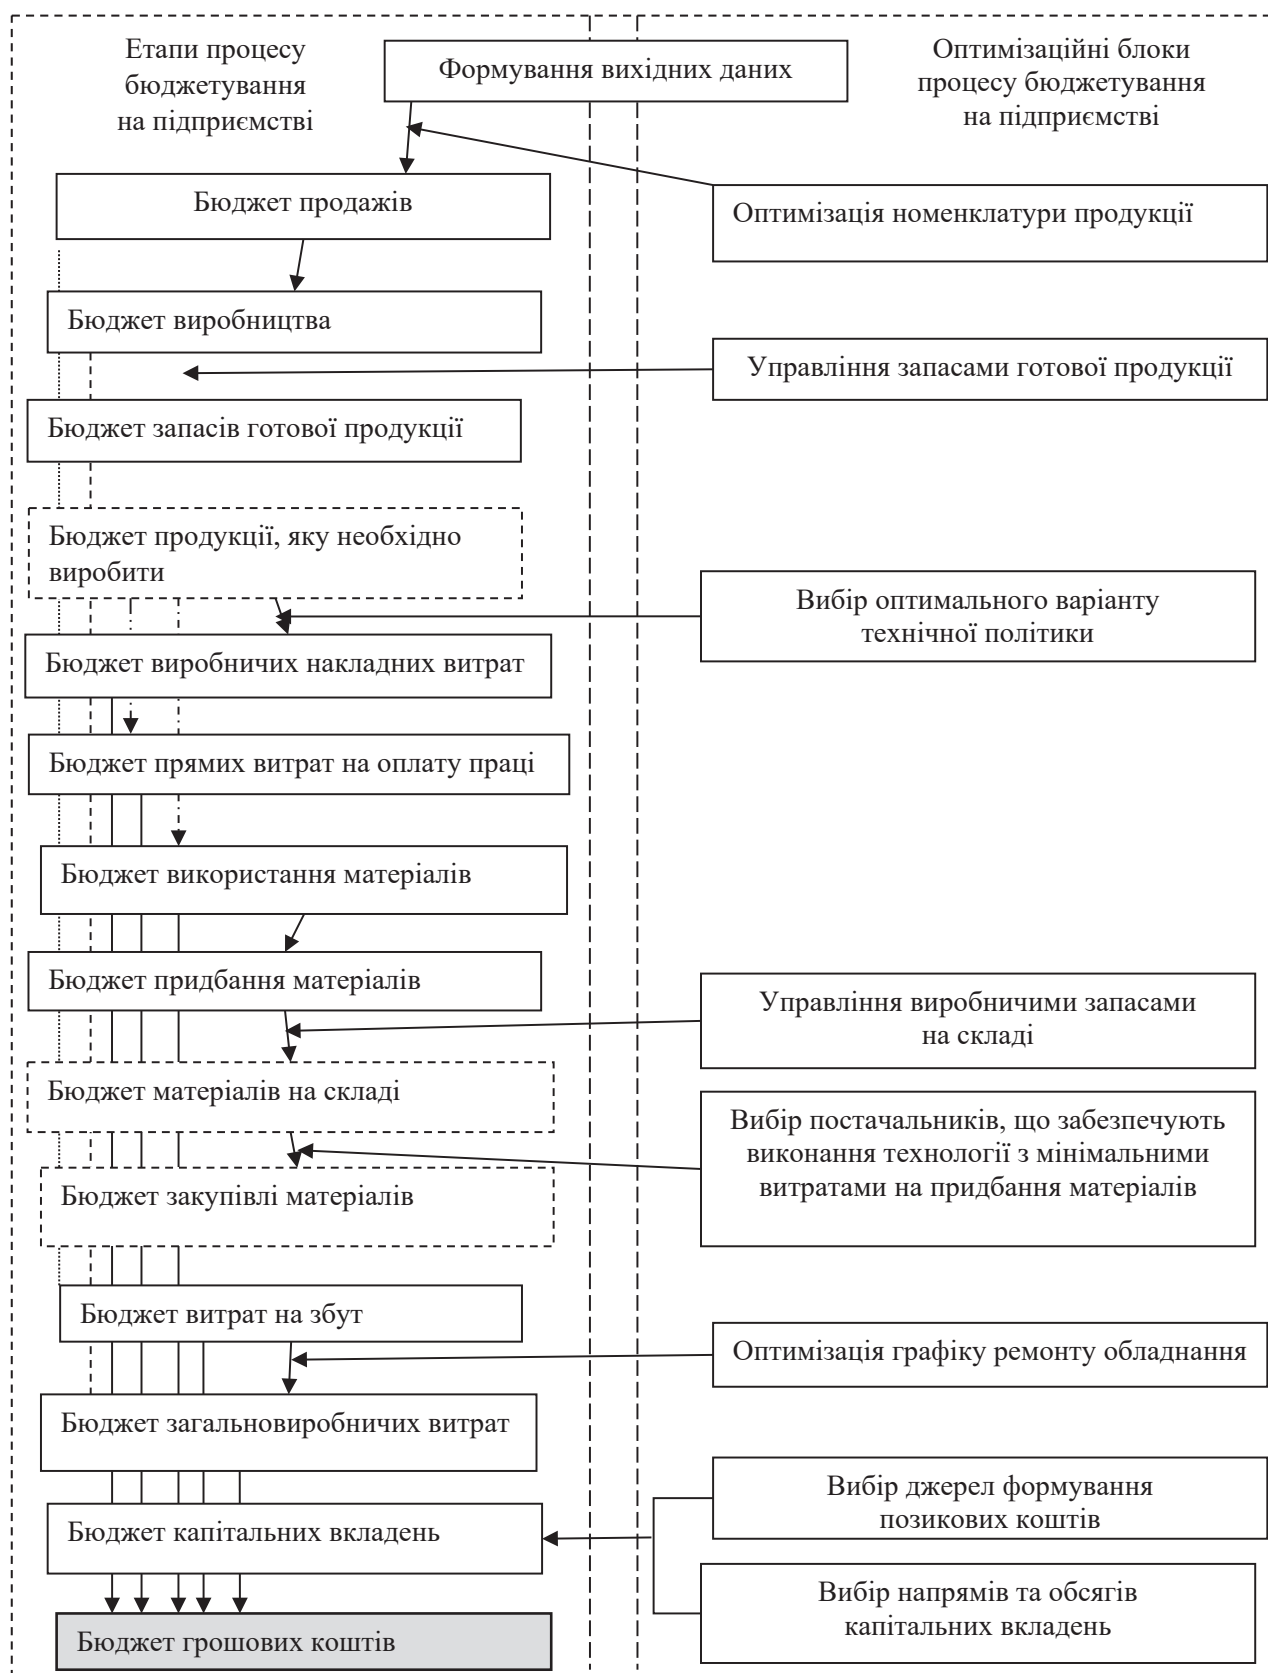 Етапи процесу
бюджетування
на підприємстві
Формування вихідних даних
Оптимізаційні блоки
процесу бюджетування
на підприємстві
Бюджет продажів
Оптимізація номенклатури продукції
Бюджет виробництва
Управління запасами готової продукції
Бюджет запасів готової продукції
Бюджет продукції, яку необхідно
виробити
Вибір оптимального варіанту
технічної політики
Бюджет виробничих накладних витрат
Бюджет прямих витрат на оплату праці
Бюджет використання матеріалів
Бюджет придбання матеріалів
Управління виробничими запасами
на складі
Бюджет матеріалів на складі
Вибір постачальників, що забезпечують
виконання технології з мінімальними
витратами на придбання матеріалів
Бюджет закупівлі матеріалів
Бюджет витрат на збут
Оптимізація графіку ремонту обладнання
Бюджет загальновиробничих витрат
Вибір джерел формування
позикових коштів
Бюджет капітальних вкладень
Вибір напрямів та обсягів
капітальних вкладень
Бюджет грошових коштів